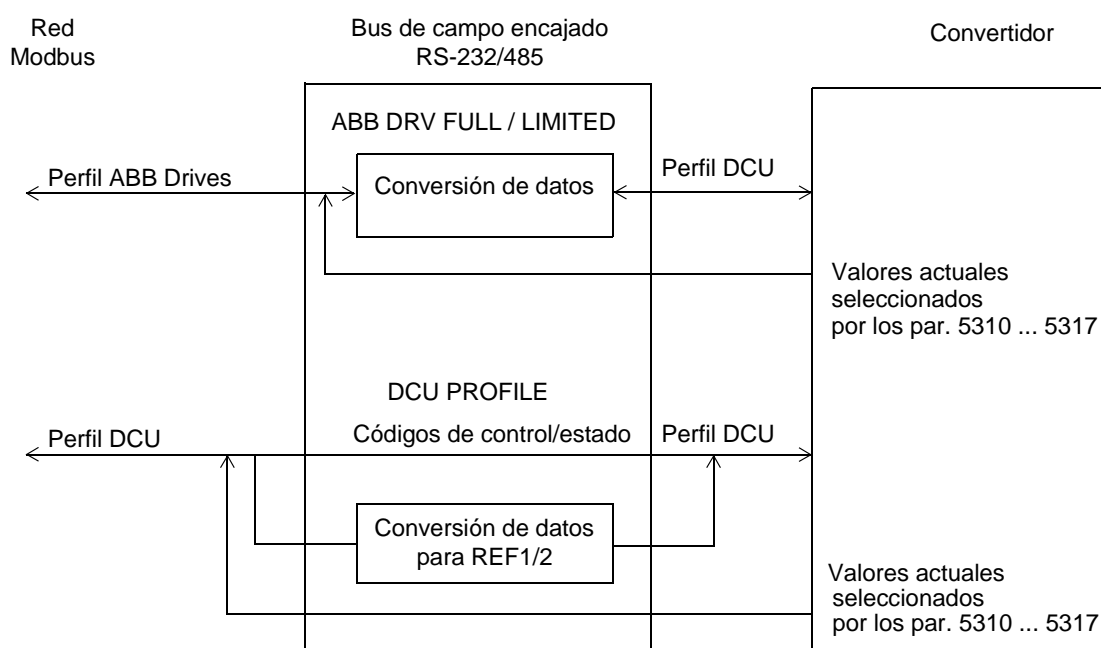 Red
Modbus
Bus de campo encajado
RS-232/485
Convertidor
ABB DRV FULL / LIMITED
Perfil ABB Drives
Conversión de datos
Perfil DCU
Valores actuales
seleccionados
por los par. 5310 ... 5317
DCU PROFILE
Perfil DCU
Códigos de control/estado
Perfil DCU
Conversión de datos
para REF1/2
Valores actuales
seleccionados
por los par. 5310 ... 5317